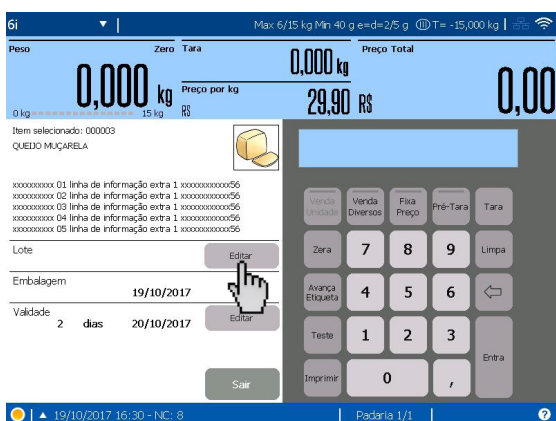 6i
Max 6/15 kg Min 40 g e=d=2/5 g T= -15,000 kg
Peso Zero
0,000 kg
0 kg 15 kg
Tara
0,000 kg
Preço por kg
R$ 29,90 R$
Preço Total
0,00
Item selecionado: 000003
QUEIJO MUÇARELA
xxxxxxxxxx 01 linha de informação extra 1 xxxxxxxxxxx56
xxxxxxxxxx 02 linha de informação extra 1 xxxxxxxxxxx56
xxxxxxxxxx 03 linha de informação extra 1 xxxxxxxxxxx56
xxxxxxxxxx 04 linha de informação extra 1 xxxxxxxxxxx56
xxxxxxxxxx 05 linha de informação extra 1 xxxxxxxxxxx56
Lote
Editar
Embalagem
19/10/2017
Validade
2 dias 20/10/2017
Editar
Sair
Venda Unidade
Venda Diversos
Fixa Preço
Pré-Tara
Tara
Zera
7 8 9
Limpa
Avança Etiqueta
4 5 6
Teste
1 2 3
Entra
Imprimir
0 ,
19/10/2017 16:30 - NC: 8
Padaria 1/1
?